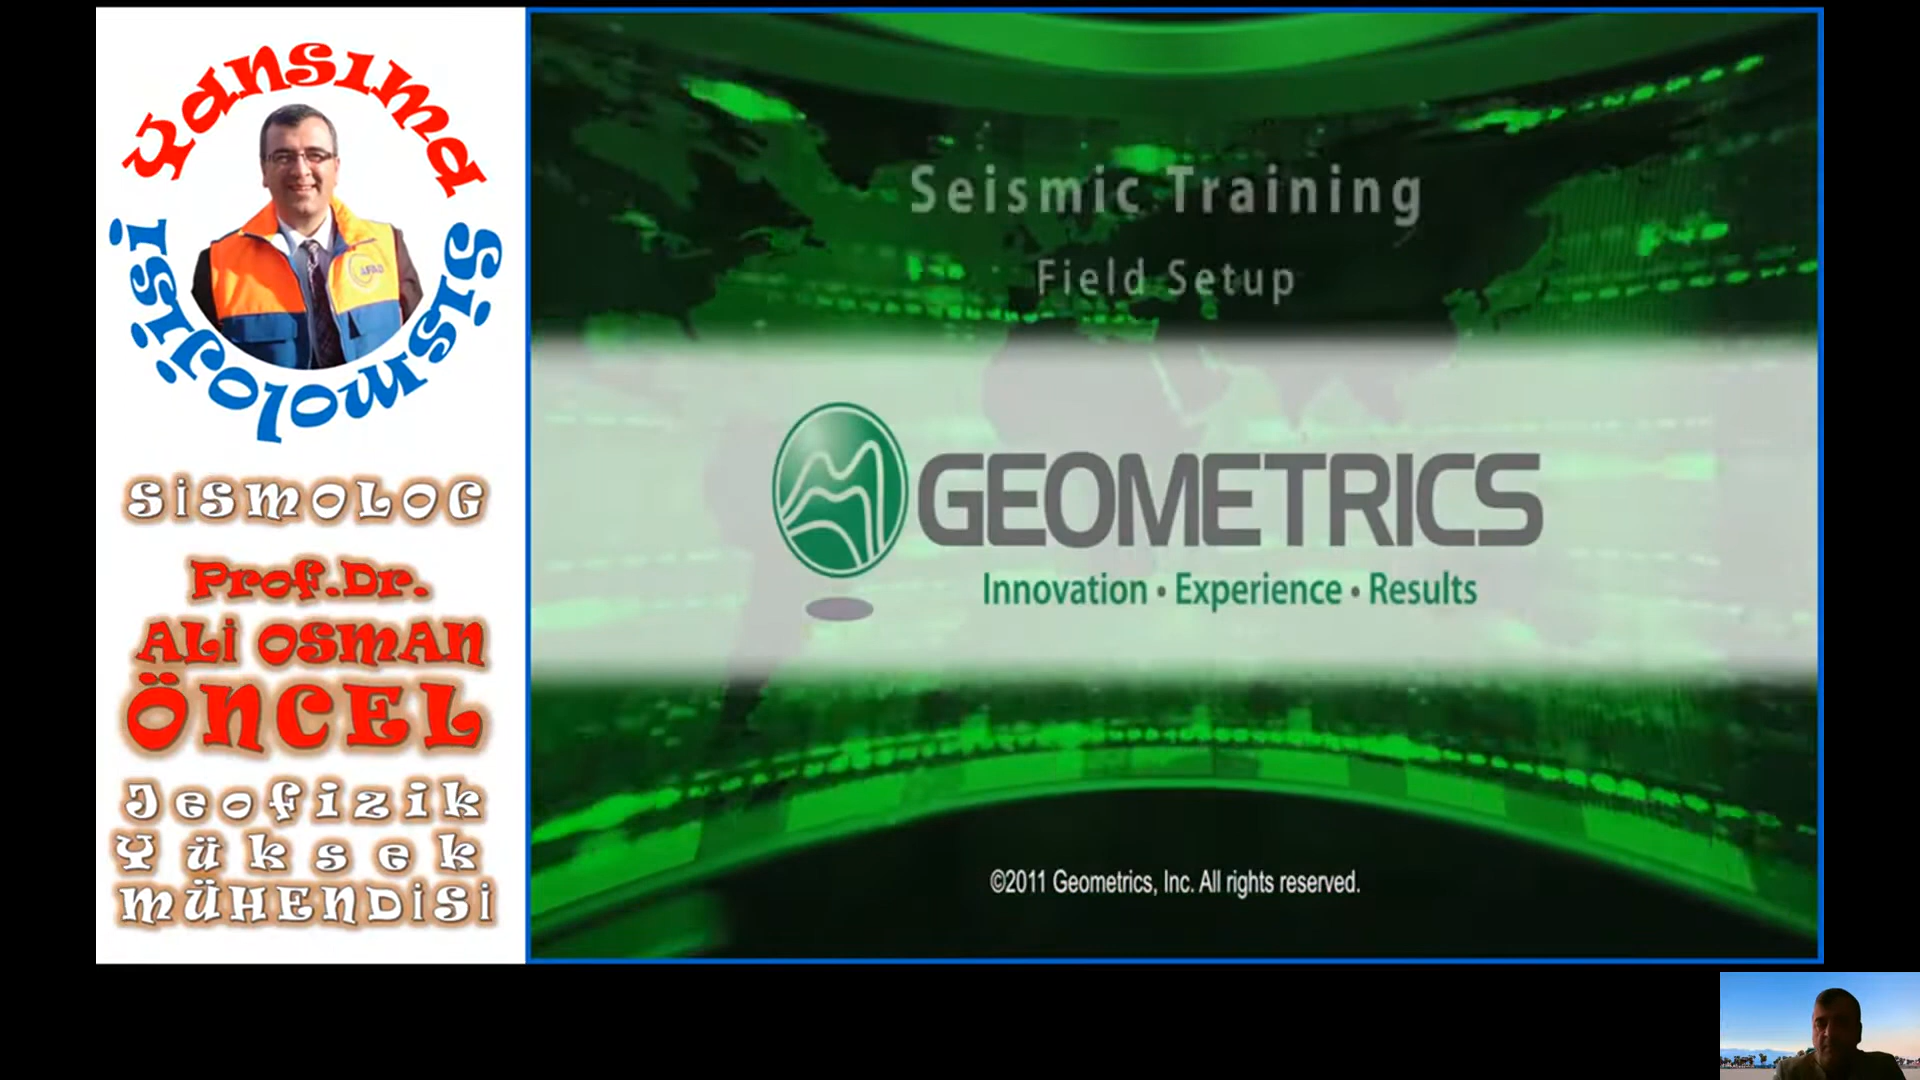 Yansıma
Sismolojisi
AFAD
SİSMOLOG
Prof.Dr.
ALİ OSMAN
ÖNCEL
Jeofizik
Yüksek
MÜHENDİSİ
Seismic Training
Field Setup
GEOMETRICS
Innovation • Experience • Results
©2011 Geometrics, Inc. All rights reserved.